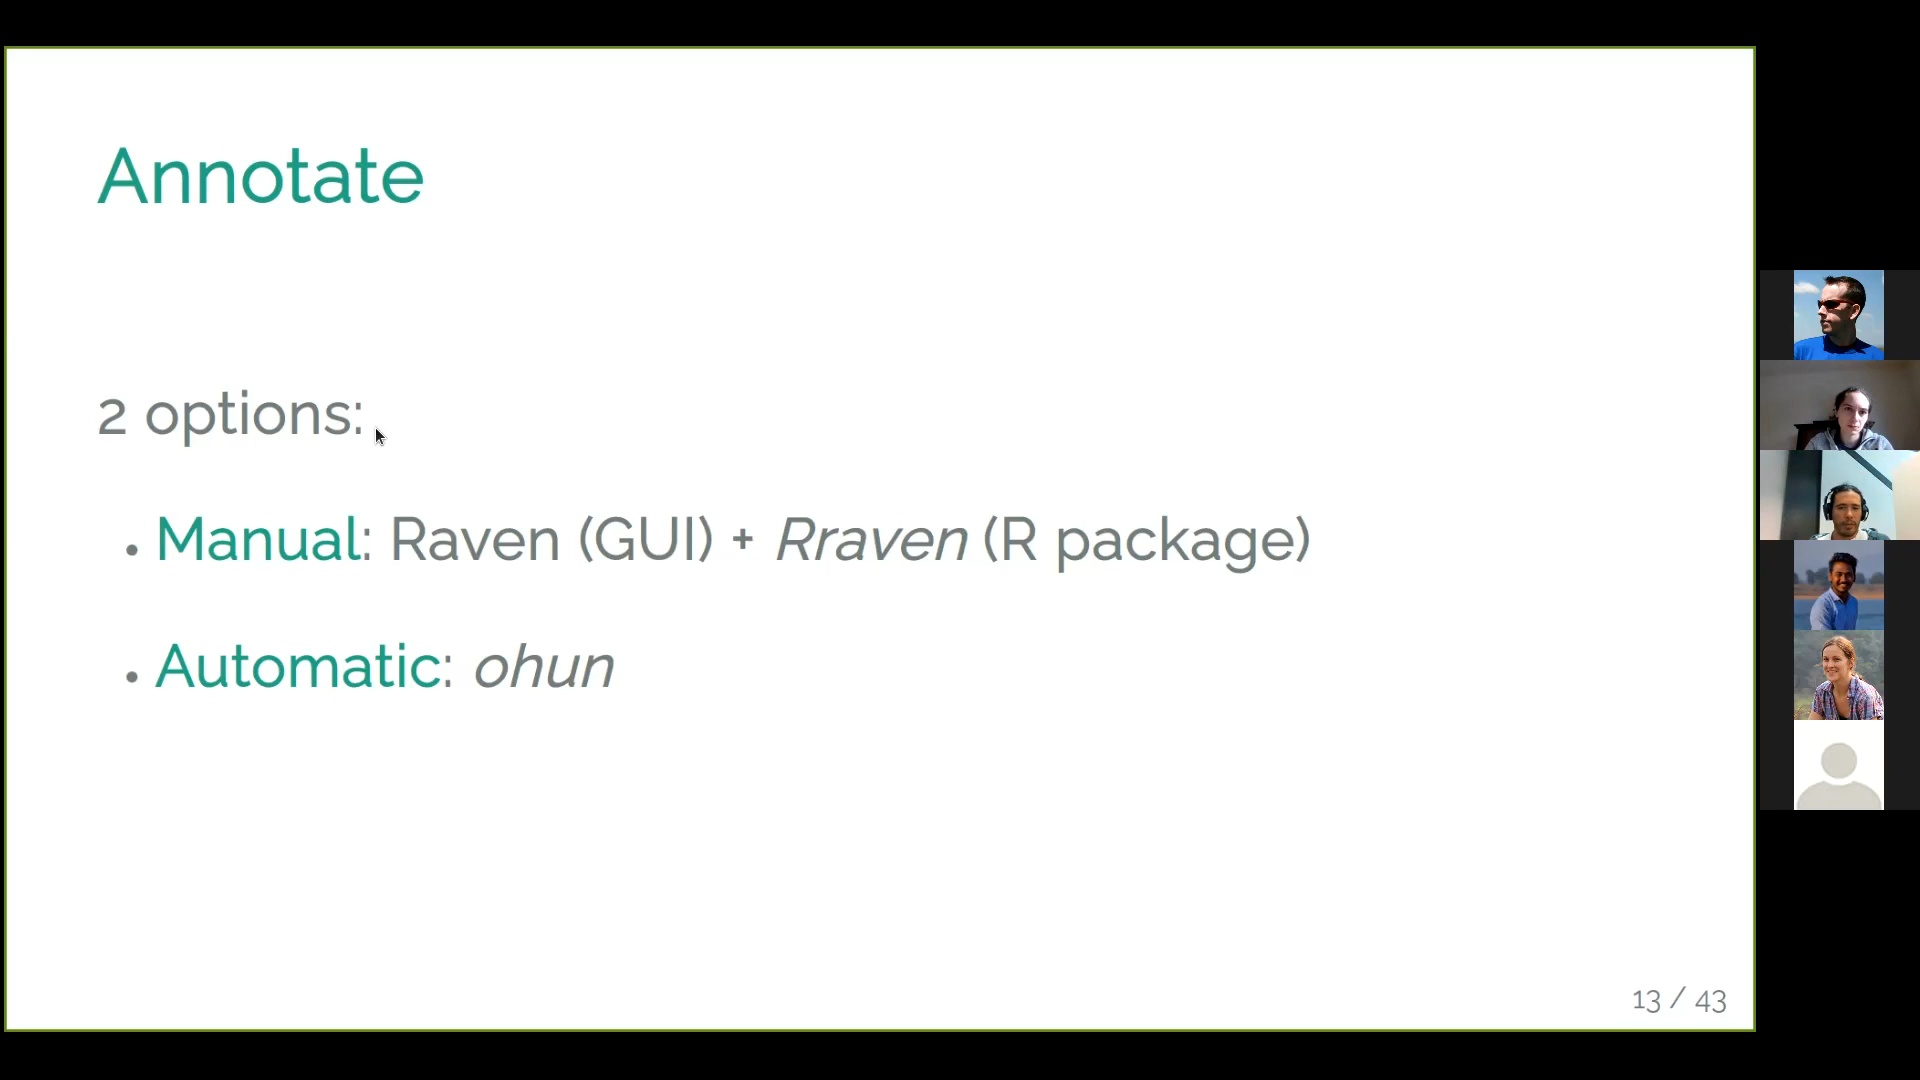 Annotate
2 options:
• Manual: Raven (GUI) + Rraven (R package)
• Automatic: ohun
13 / 43